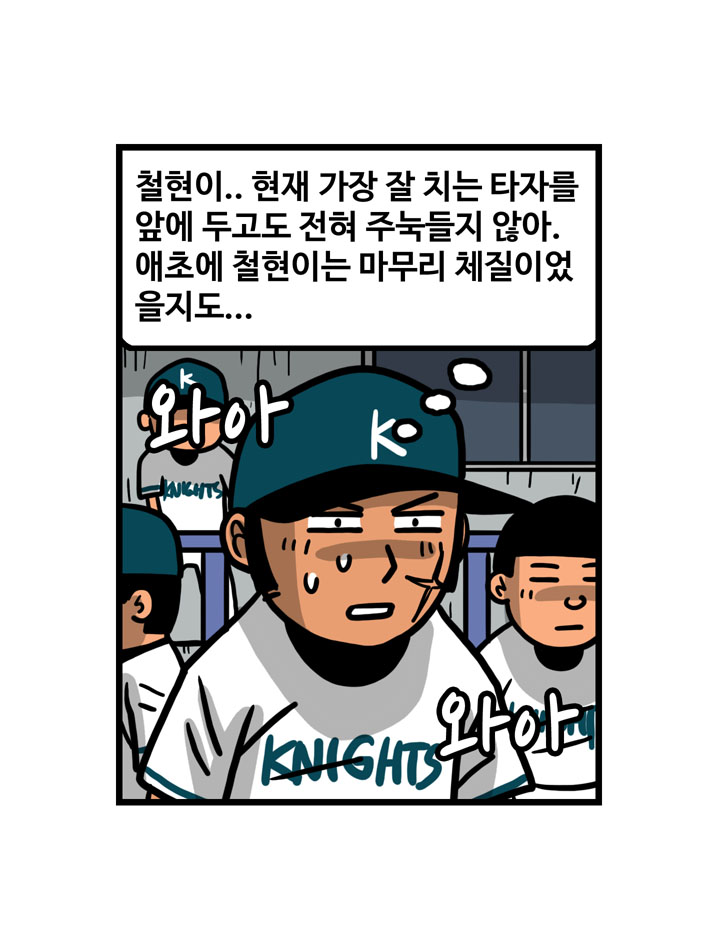 철현이.. 현재 가장 잘 치는 타자를
앞에 두고도 전혀 주눅들지 않아.
애초에 철현이는 마무리 체질이었
을지도...
K
와아
K
KNIGHTS
와아
KNIGHTS